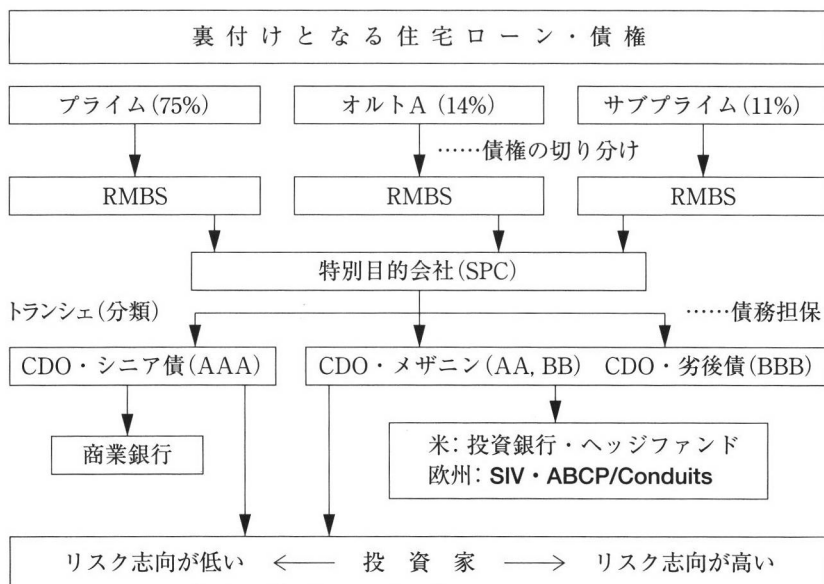 裏付けとなる住宅ローン・債権
プライム(75%) オルトA (14%) サブプライム(11%)
……債権の切り分け
RMBS RMBS RMBS
特別目的会社(SPC)
トランシェ(分類) ……債務担保
CDO・シニア債(AAA) CDO・メザニン(AA, BB) CDO・劣後債(BBB)
商業銀行
米: 投資銀行・ヘッジファンド
欧州: SIV・ABCP/Conduits
リスク志向が低い ← 投資家 → リスク志向が高い